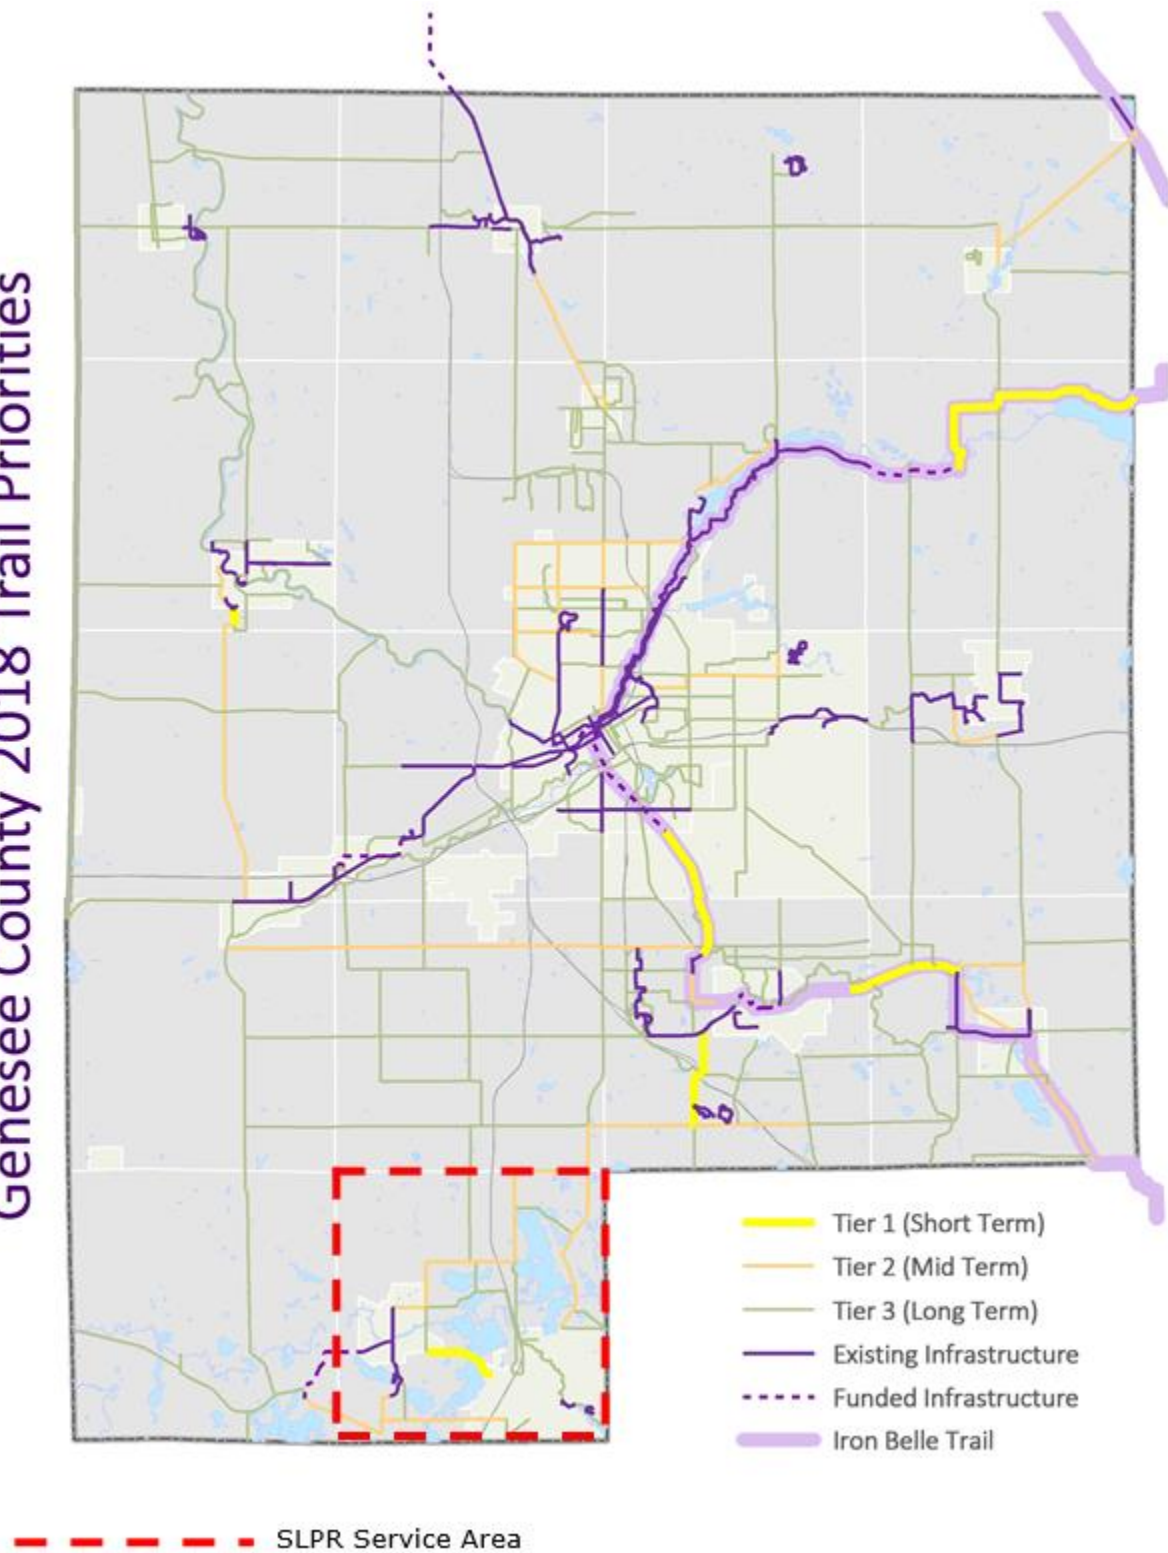 Genesee County 2018 Trail Priorities
Tier 1 (Short Term)
Tier 2 (Mid Term)
Tier 3 (Long Term)
Existing Infrastructure
Funded Infrastructure
Iron Belle Trail
SLPR Service Area